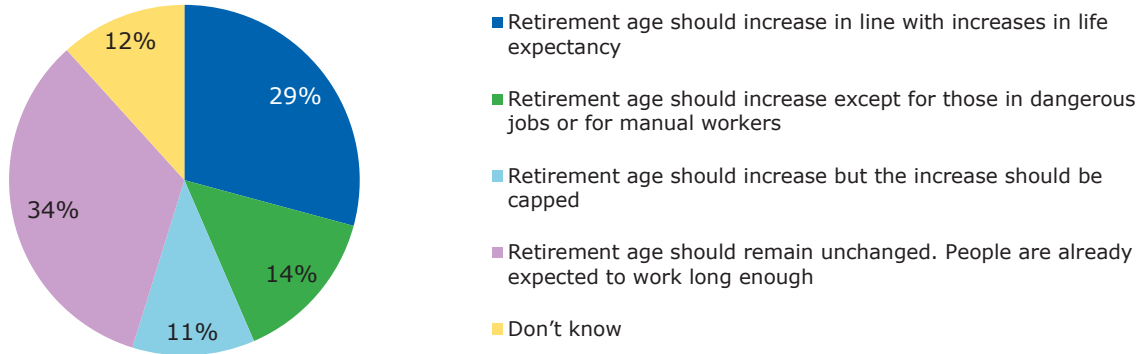 12%
29%
34%
14%
11%
Retirement age should increase in line with increases in life
expectancy
Retirement age should increase except for those in dangerous
jobs or for manual workers
Retirement age should increase but the increase should be
capped
Retirement age should remain unchanged. People are already
expected to work long enough
Don’t know